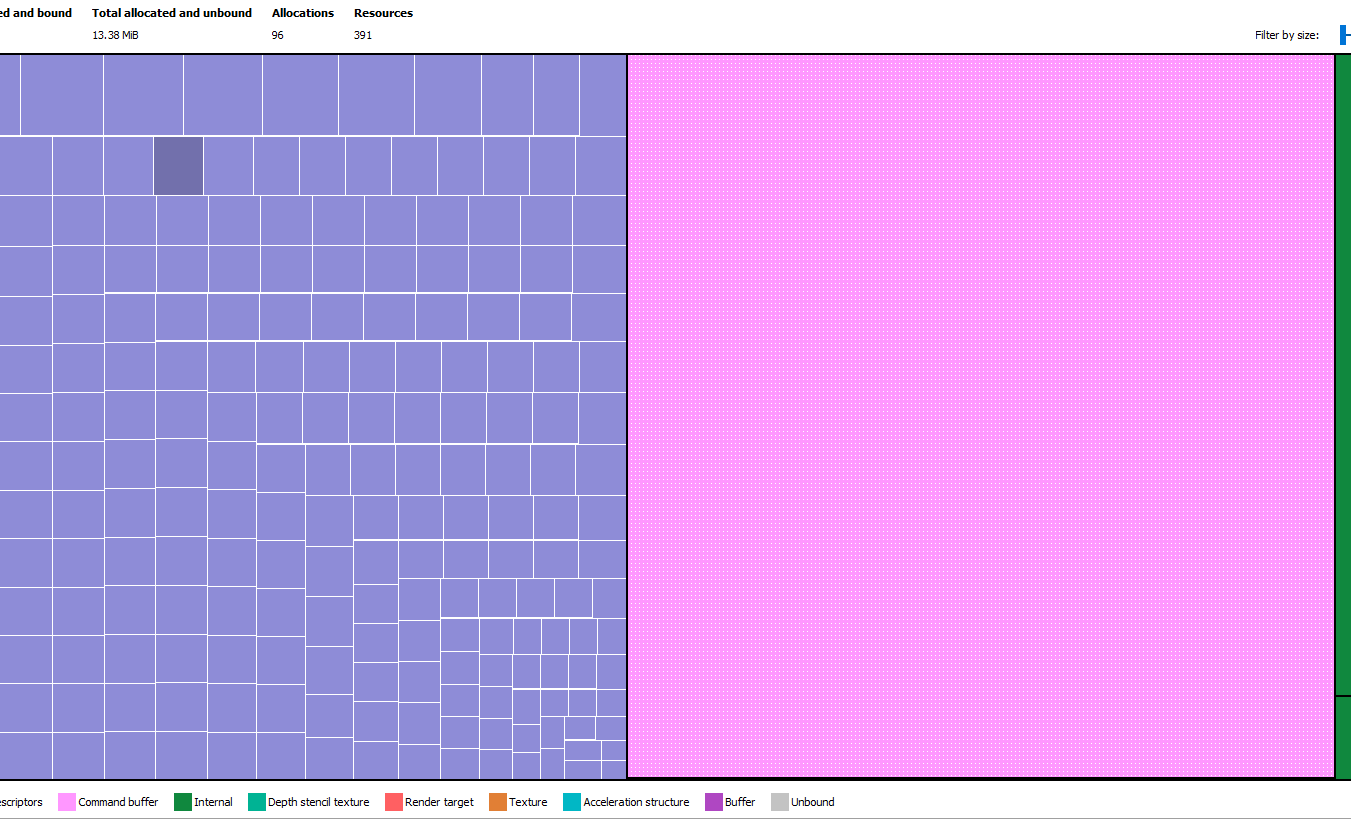 ed and bound Total allocated and unbound Allocations Resources
13.38 MiB 96 391
Filter by size:
escriptors Command buffer Internal Depth stencil texture Render target Texture Acceleration structure Buffer Unbound